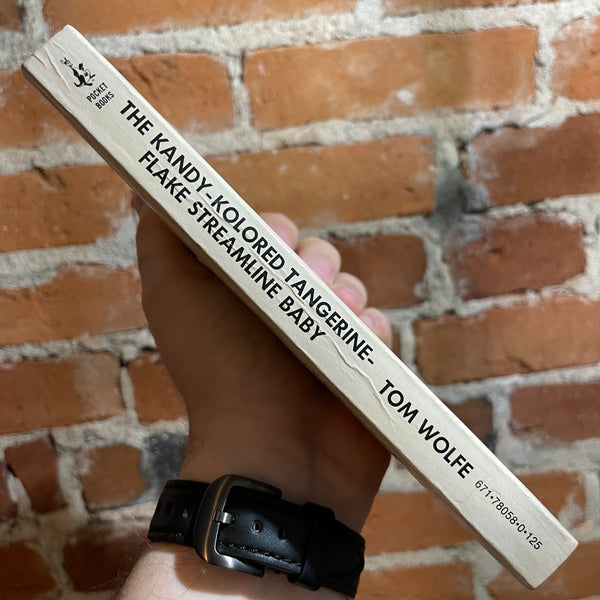 POCKET
BOOKS
THE KANDY-KOLORED TANGERINE-
FLAKE STREAMLINE BABY
TOM WOLFE
671•78058•0•125